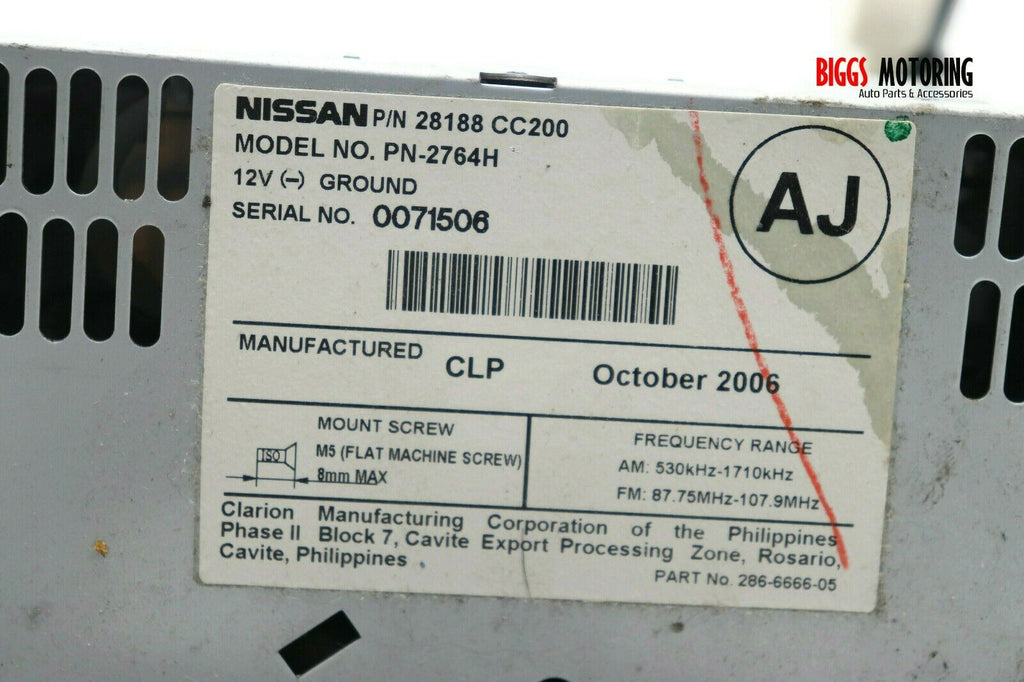 BIGGS MOTORING
Auto Parts & Accessories
NISSAN P/N 28188 CC200
MODEL NO. PN-2764H
12V (–) GROUND
SERIAL NO. 0071506
AJ
MANUFACTURED CLP October 2006
MOUNT SCREW
ISO M5 (FLAT MACHINE SCREW)
8mm MAX
FREQUENCY RANGE
AM: 530kHz-1710kHz
FM: 87.75MHz-107.9MHz
Clarion Manufacturing Corporation of the Philippines
Phase II Block 7, Cavite Export Processing Zone, Rosario,
Cavite, Philippines
PART No. 286-6666-05